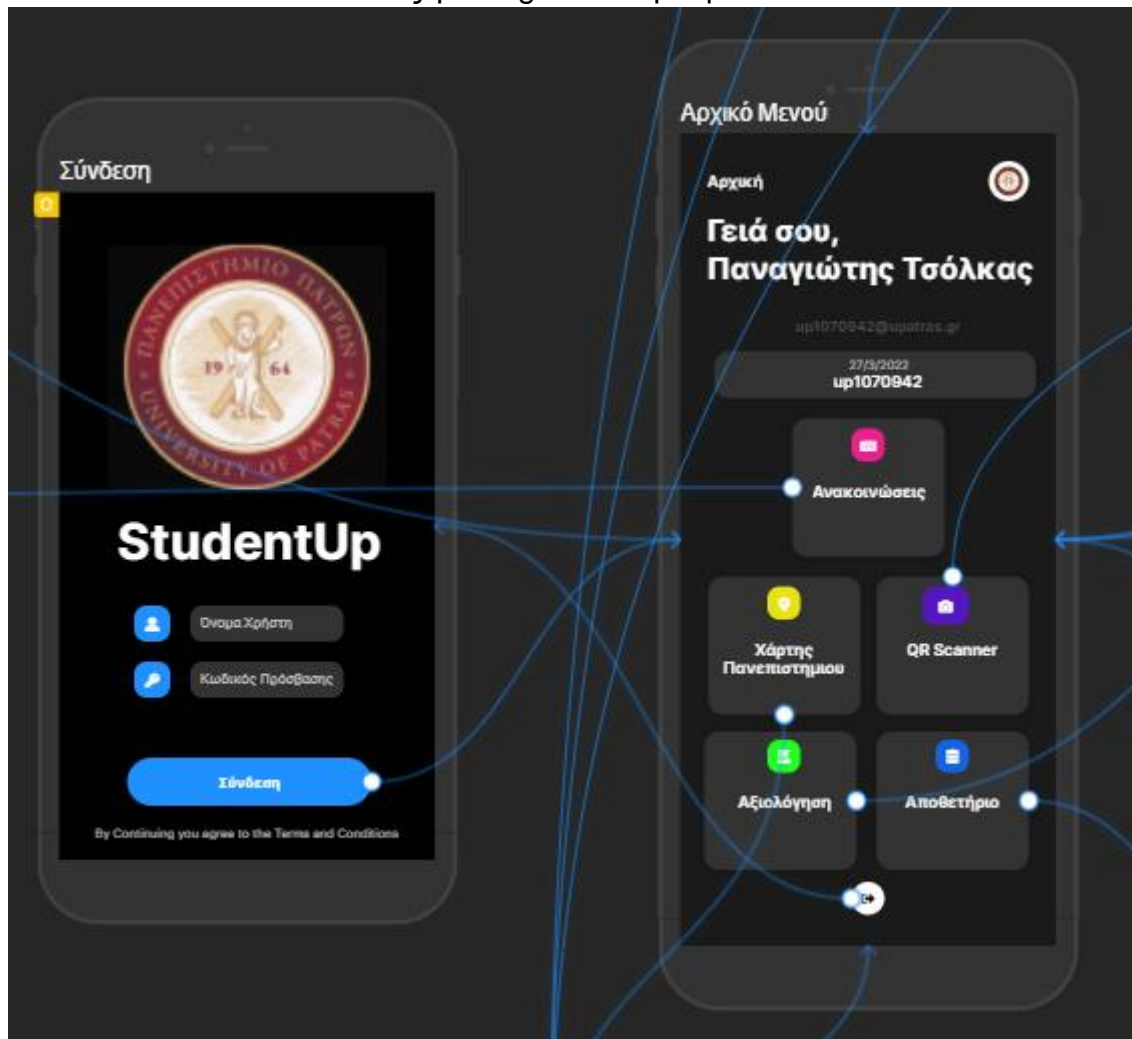 Σύνδεση
ΠΑΝΕΠΙΣΤΗΜΙΟ ΠΑΤΡΩΝ
19 64
UNIVERSITY OF PATRAS
StudentUp
Όνομα Χρήστη
Κωδικός Πρόσβασης
Σύνδεση
By Continuing you agree to the Terms and Conditions
Αρχικό Μενού
Αρχική
Γειά σου,
Παναγιώτης Τσόλκας
up1070942@upatras.gr
27/3/2022
up1070942
Ανακοινώσεις
Χάρτης
Πανεπιστημιου
QR Scanner
Αξιολόγηση
Αποθετήριο